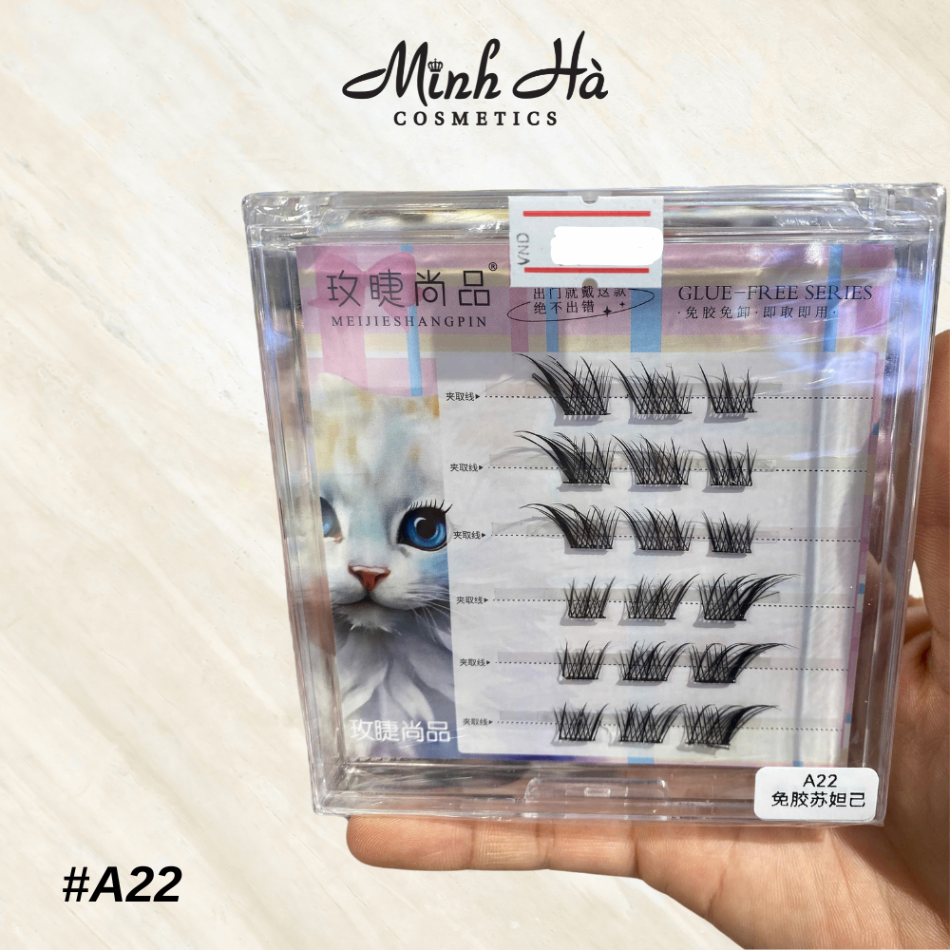 Minh Hà
COSMETICS
VND
玫睫尚品®
MEIJIESHANGPIN
出门就戴这款
绝不出错
GLUE-FREE SERIES
·免胶免卸·即取即用·
夹取线
夹取线
夹取线
夹取线
夹取线
夹取线
玫睫尚品
A22
免胶苏妲己
#A22